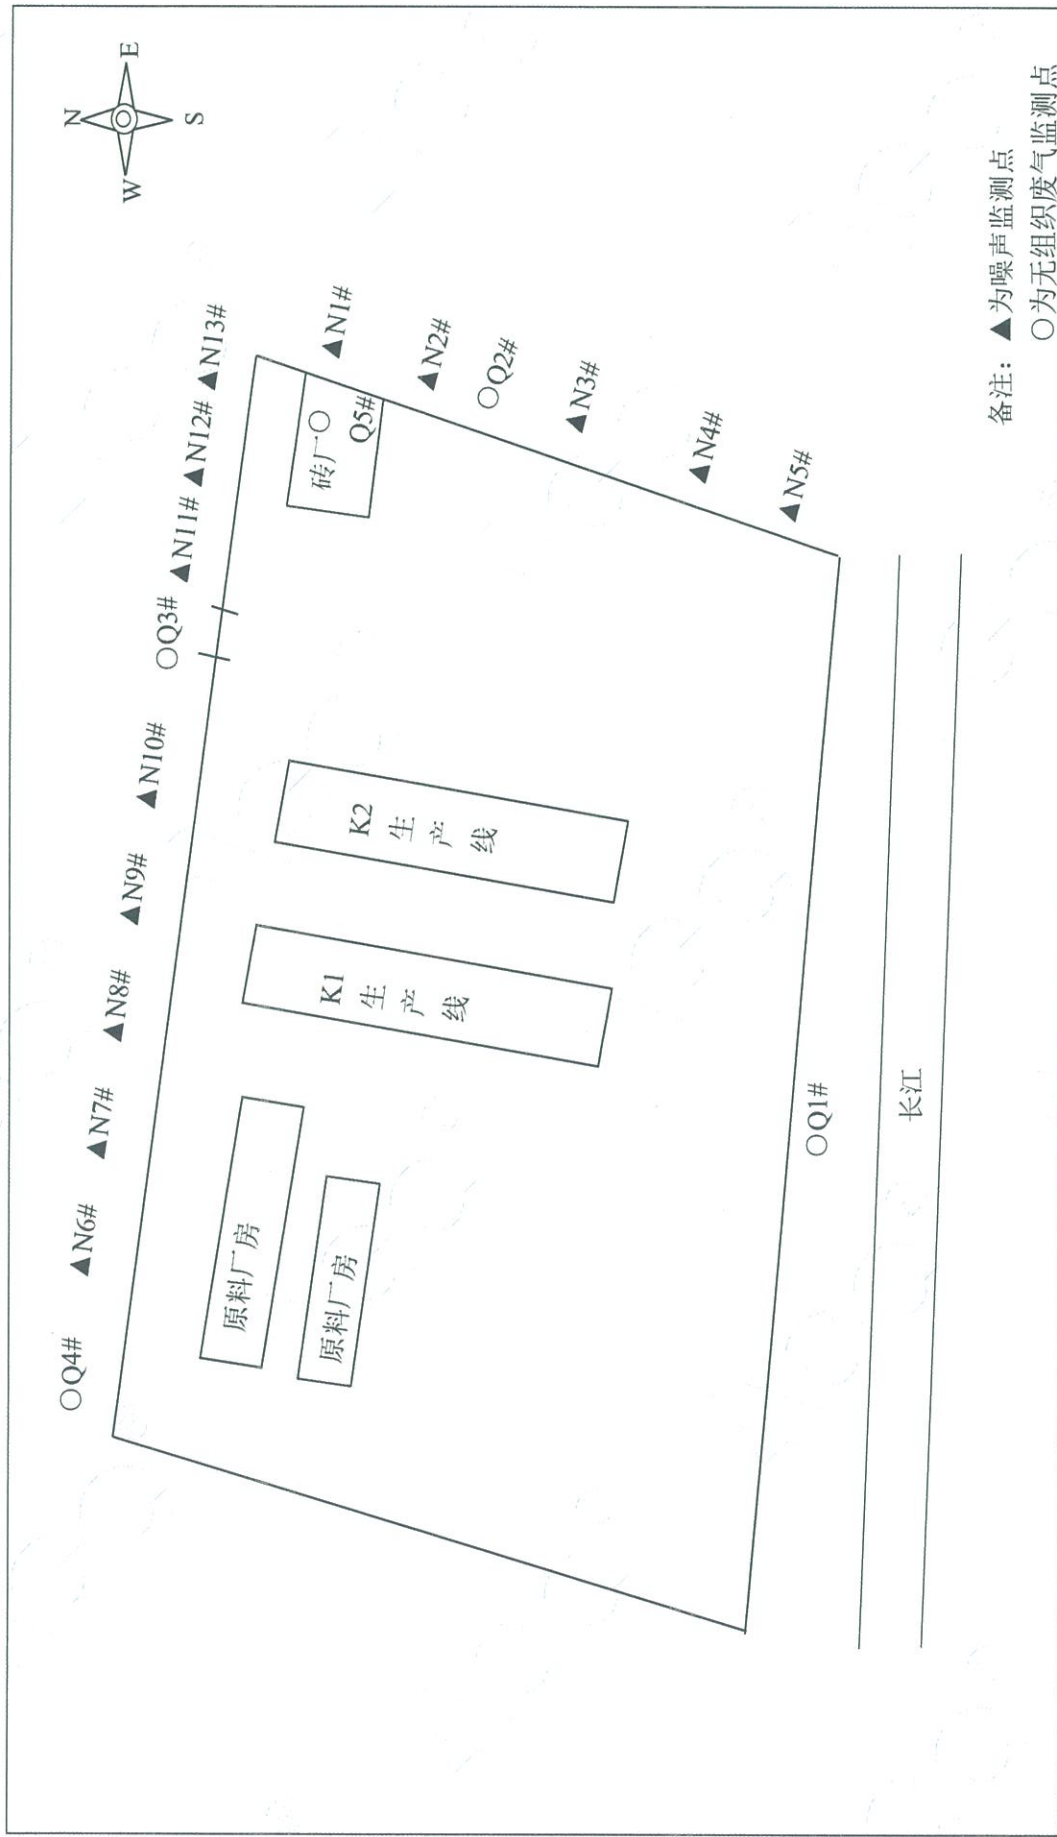 N
E
W
S
▲N13#
▲N12#
▲N11#
○Q3#
▲N10#
▲N9#
▲N8#
▲N7#
▲N6#
○Q4#
▲N1#
▲N2#
○Q2#
▲N3#
▲N4#
▲N5#
砖厂○
Q5#
K2
生
产
线
K1
生
产
线
原料厂房
原料厂房
○Q1#
长江
备注：▲为噪声监测点
○为无组织废气监测点